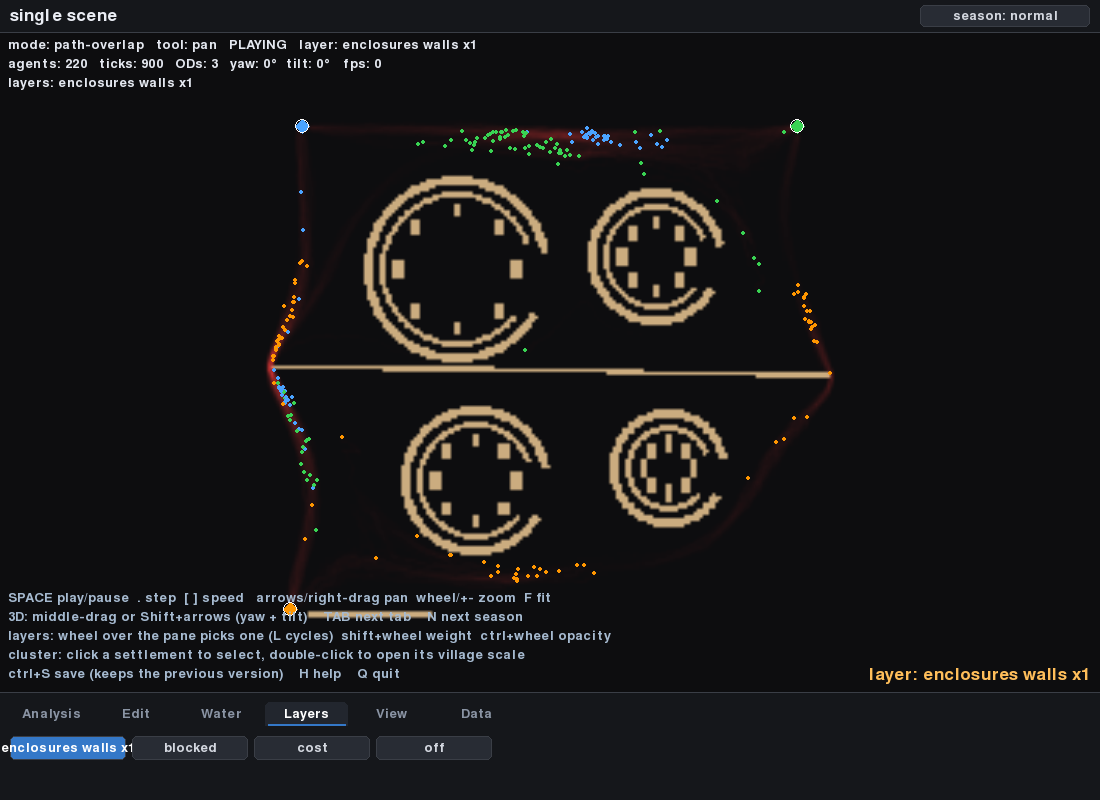 single scene
season: normal
mode: path-overlap tool: pan PLAYING layer: enclosures walls x1
agents: 220 ticks: 900 ODs: 3 yaw: 0° tilt: 0° fps: 0
layers: enclosures walls x1
SPACE play/pause . step [ ] speed arrows/right-drag pan wheel/+- zoom F fit
3D: middle-drag or Shift+arrows (yaw + tilt) TAB next tab N next season
layers: wheel over the pane picks one (L cycles) shift+wheel weight ctrl+wheel opacity
cluster: click a settlement to select, double-click to open its village scale
ctrl+S save (keeps the previous version) H help Q quit
layer: enclosures walls x1
Analysis Edit Water Layers View Data
enclosures walls x1 blocked cost off